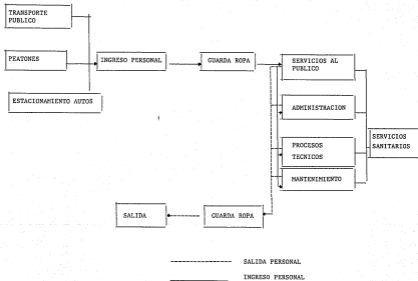 TRANSPORTE
PUBLICO
PEATONES
INGRESO PERSONAL
GUARDA ROPA
SERVICIOS AL
PUBLICO
ESTACIONAMIENTO AUTOS
ADMINISTRACION
SERVICIOS
SANITARIOS
PROCESOS
TECNICOS
MANTENIMIENTO
SALIDA
GUARDA ROPA
SALIDA PERSONAL
INGRESO PERSONAL